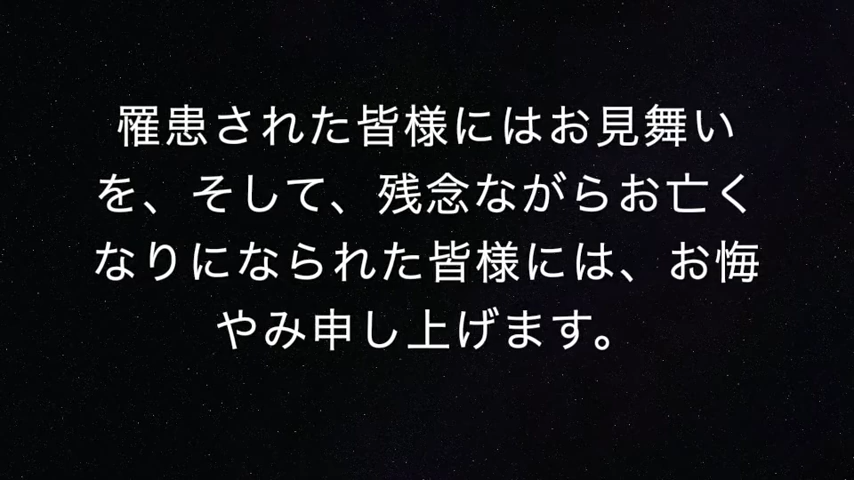 罹患された皆様にはお見舞い
を、そして、残念ながらお亡く
なりになられた皆様には、お悔
やみ申し上げます。